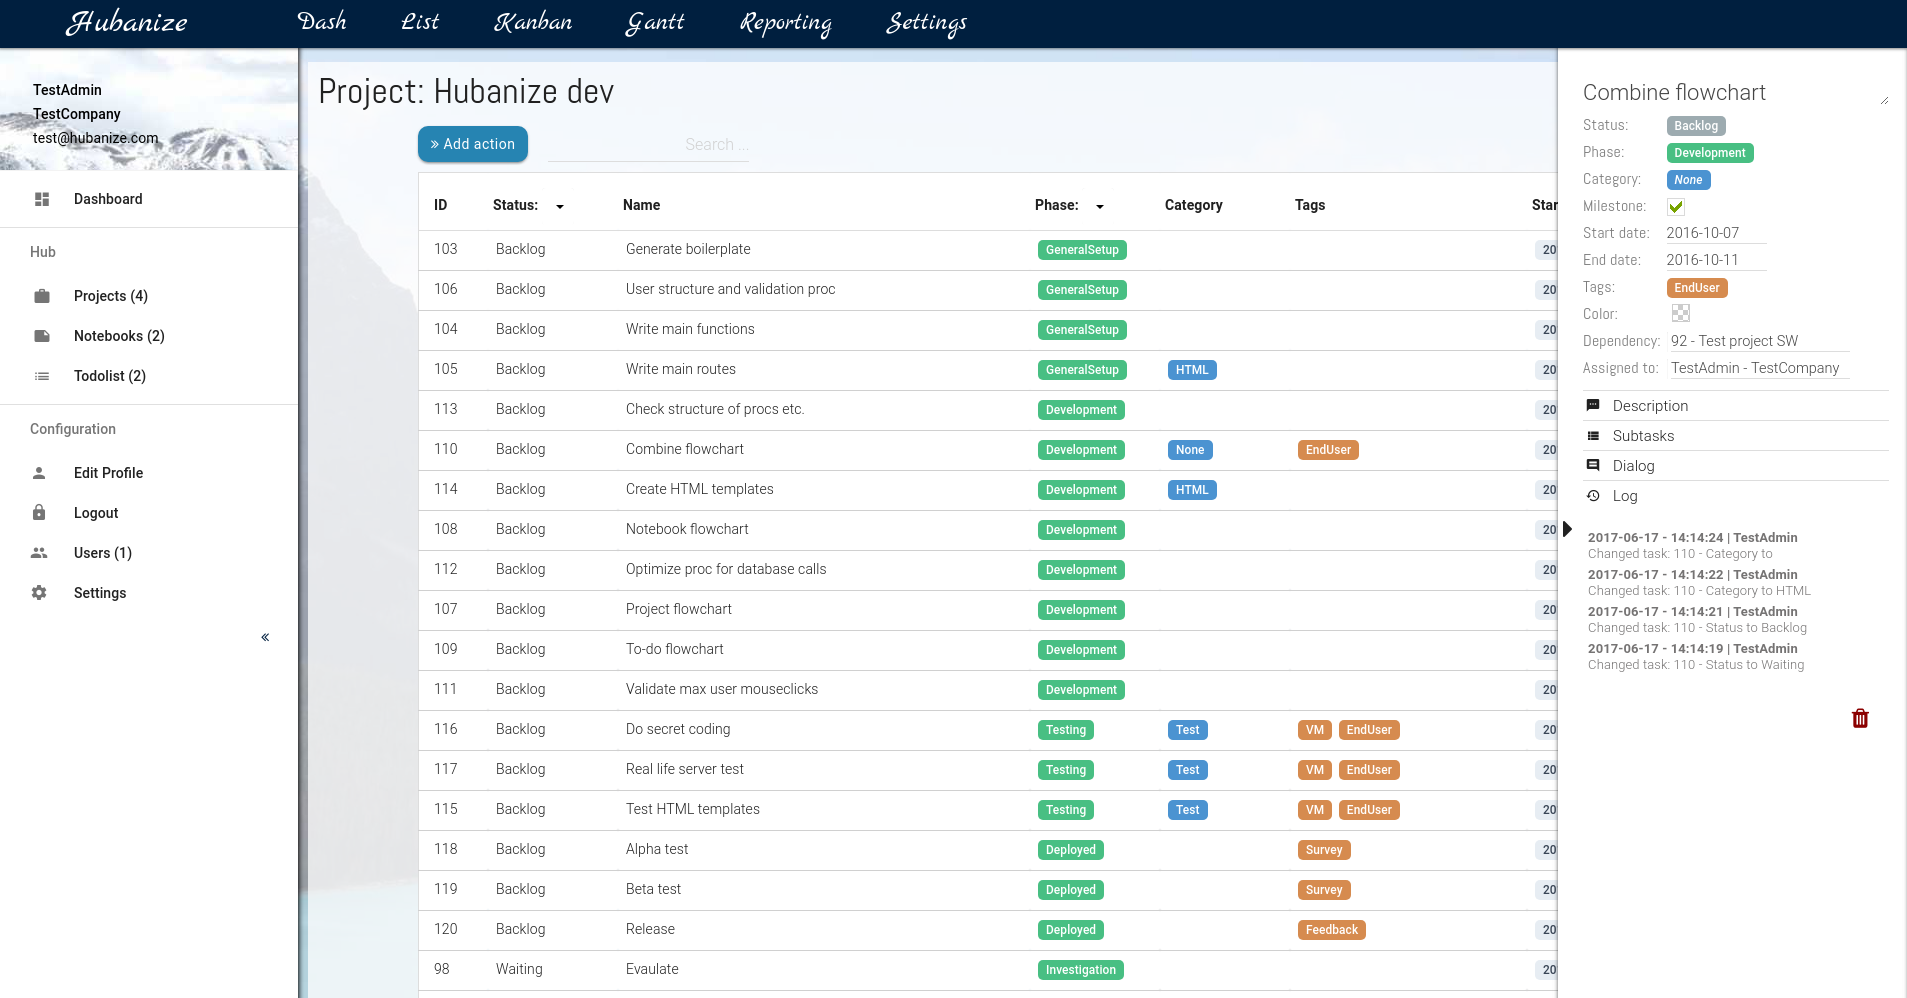 Hubanize Dash List Kanban Gantt Reporting Settings
TestAdmin
TestCompany
test@hubanize.com
Dashboard
Hub
Projects (4)
Notebooks (2)
Todolist (2)
Configuration
Edit Profile
Logout
Users (1)
Settings
«
Project: Hubanize dev
» Add action Search ...
ID Status: Name Phase: Category Tags Star
103 Backlog Generate boilerplate GeneralSetup 20
106 Backlog User structure and validation proc GeneralSetup 20
104 Backlog Write main functions GeneralSetup 20
105 Backlog Write main routes GeneralSetup HTML 20
113 Backlog Check structure of procs etc. Development 20
110 Backlog Combine flowchart Development None EndUser 20
114 Backlog Create HTML templates Development HTML 20
108 Backlog Notebook flowchart Development 20
112 Backlog Optimize proc for database calls Development 20
107 Backlog Project flowchart Development 20
109 Backlog To-do flowchart Development 20
111 Backlog Validate max user mouseclicks Development 20
116 Backlog Do secret coding Testing Test VM EndUser 20
117 Backlog Real life server test Testing Test VM EndUser 20
115 Backlog Test HTML templates Testing Test VM EndUser 20
118 Backlog Alpha test Deployed Survey 20
119 Backlog Beta test Deployed Survey 20
120 Backlog Release Deployed Feedback 20
98 Waiting Evaulate Investigation 20
Combine flowchart
Status: Backlog
Phase: Development
Category: None
Milestone:
Start date: 2016-10-07
End date: 2016-10-11
Tags: EndUser
Color:
Dependency: 92 - Test project SW
Assigned to: TestAdmin - TestCompany
Description
Subtasks
Dialog
Log
2017-06-17 - 14:14:24 | TestAdmin
Changed task: 110 - Category to
2017-06-17 - 14:14:22 | TestAdmin
Changed task: 110 - Category to HTML
2017-06-17 - 14:14:21 | TestAdmin
Changed task: 110 - Status to Backlog
2017-06-17 - 14:14:19 | TestAdmin
Changed task: 110 - Status to Waiting